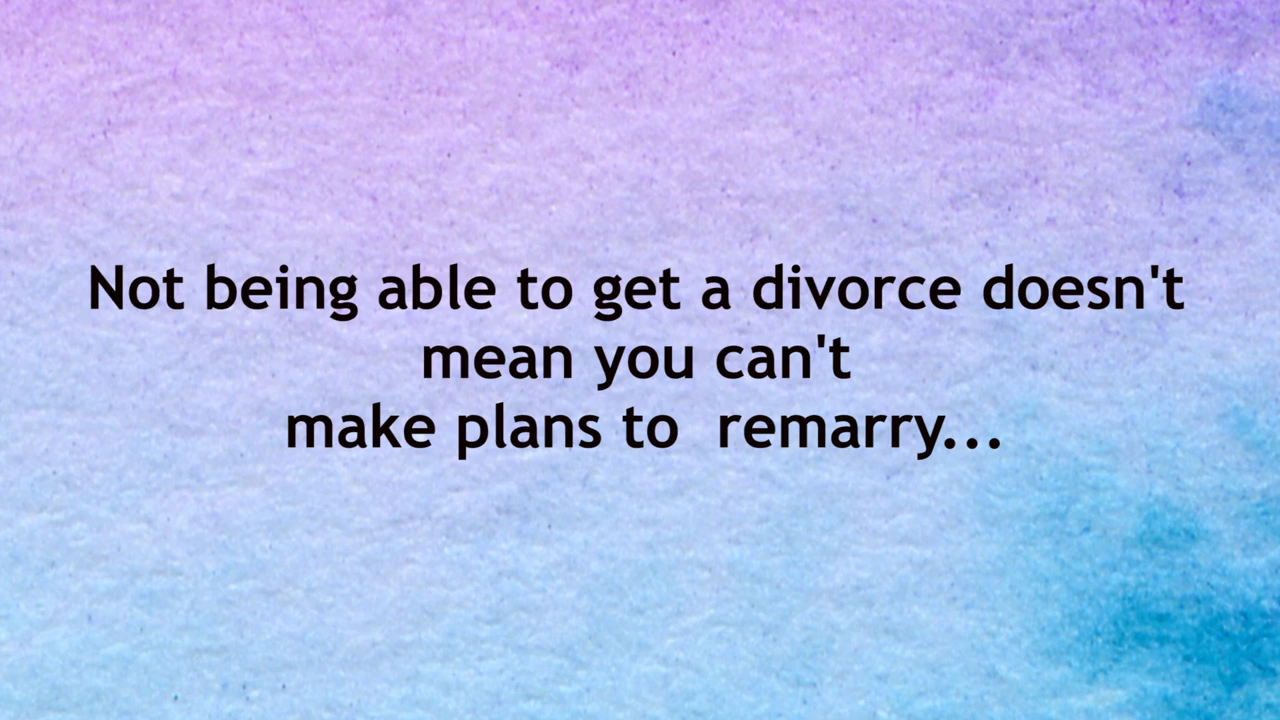 Not being able to get a divorce doesn't
mean you can't
make plans to  remarry...